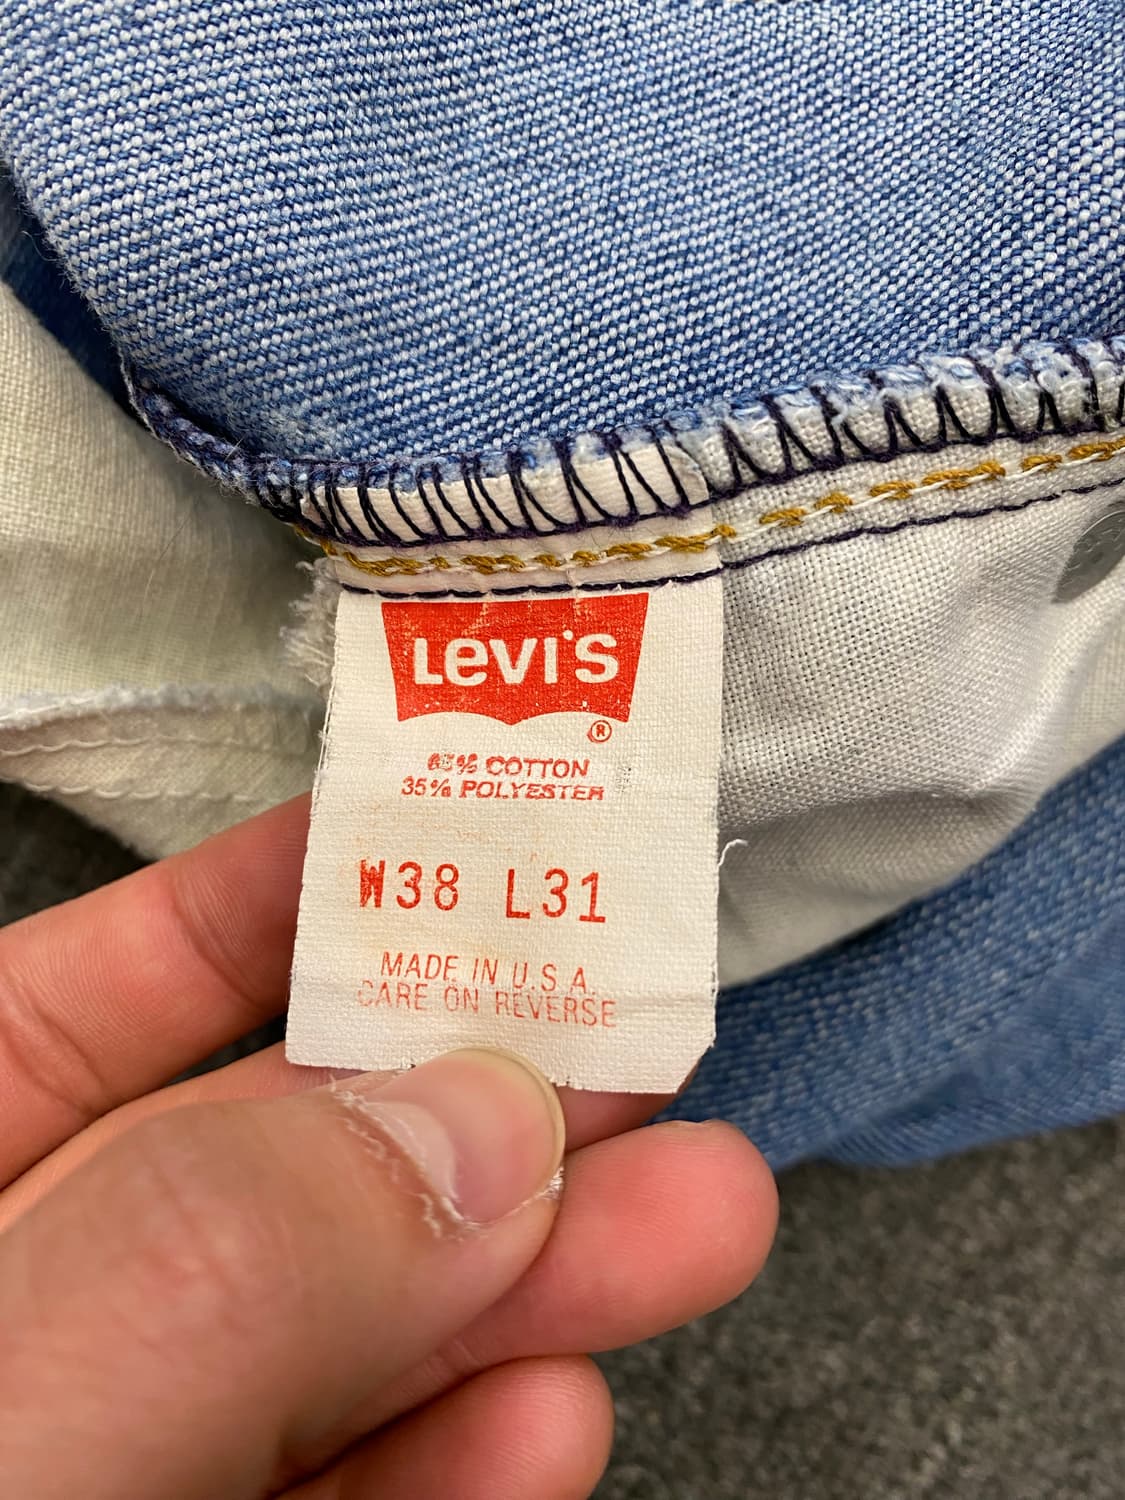 Levi's
®
65% COTTON
35% POLYESTER
W38 L31
MADE IN U.S.A.
CARE ON REVERSE